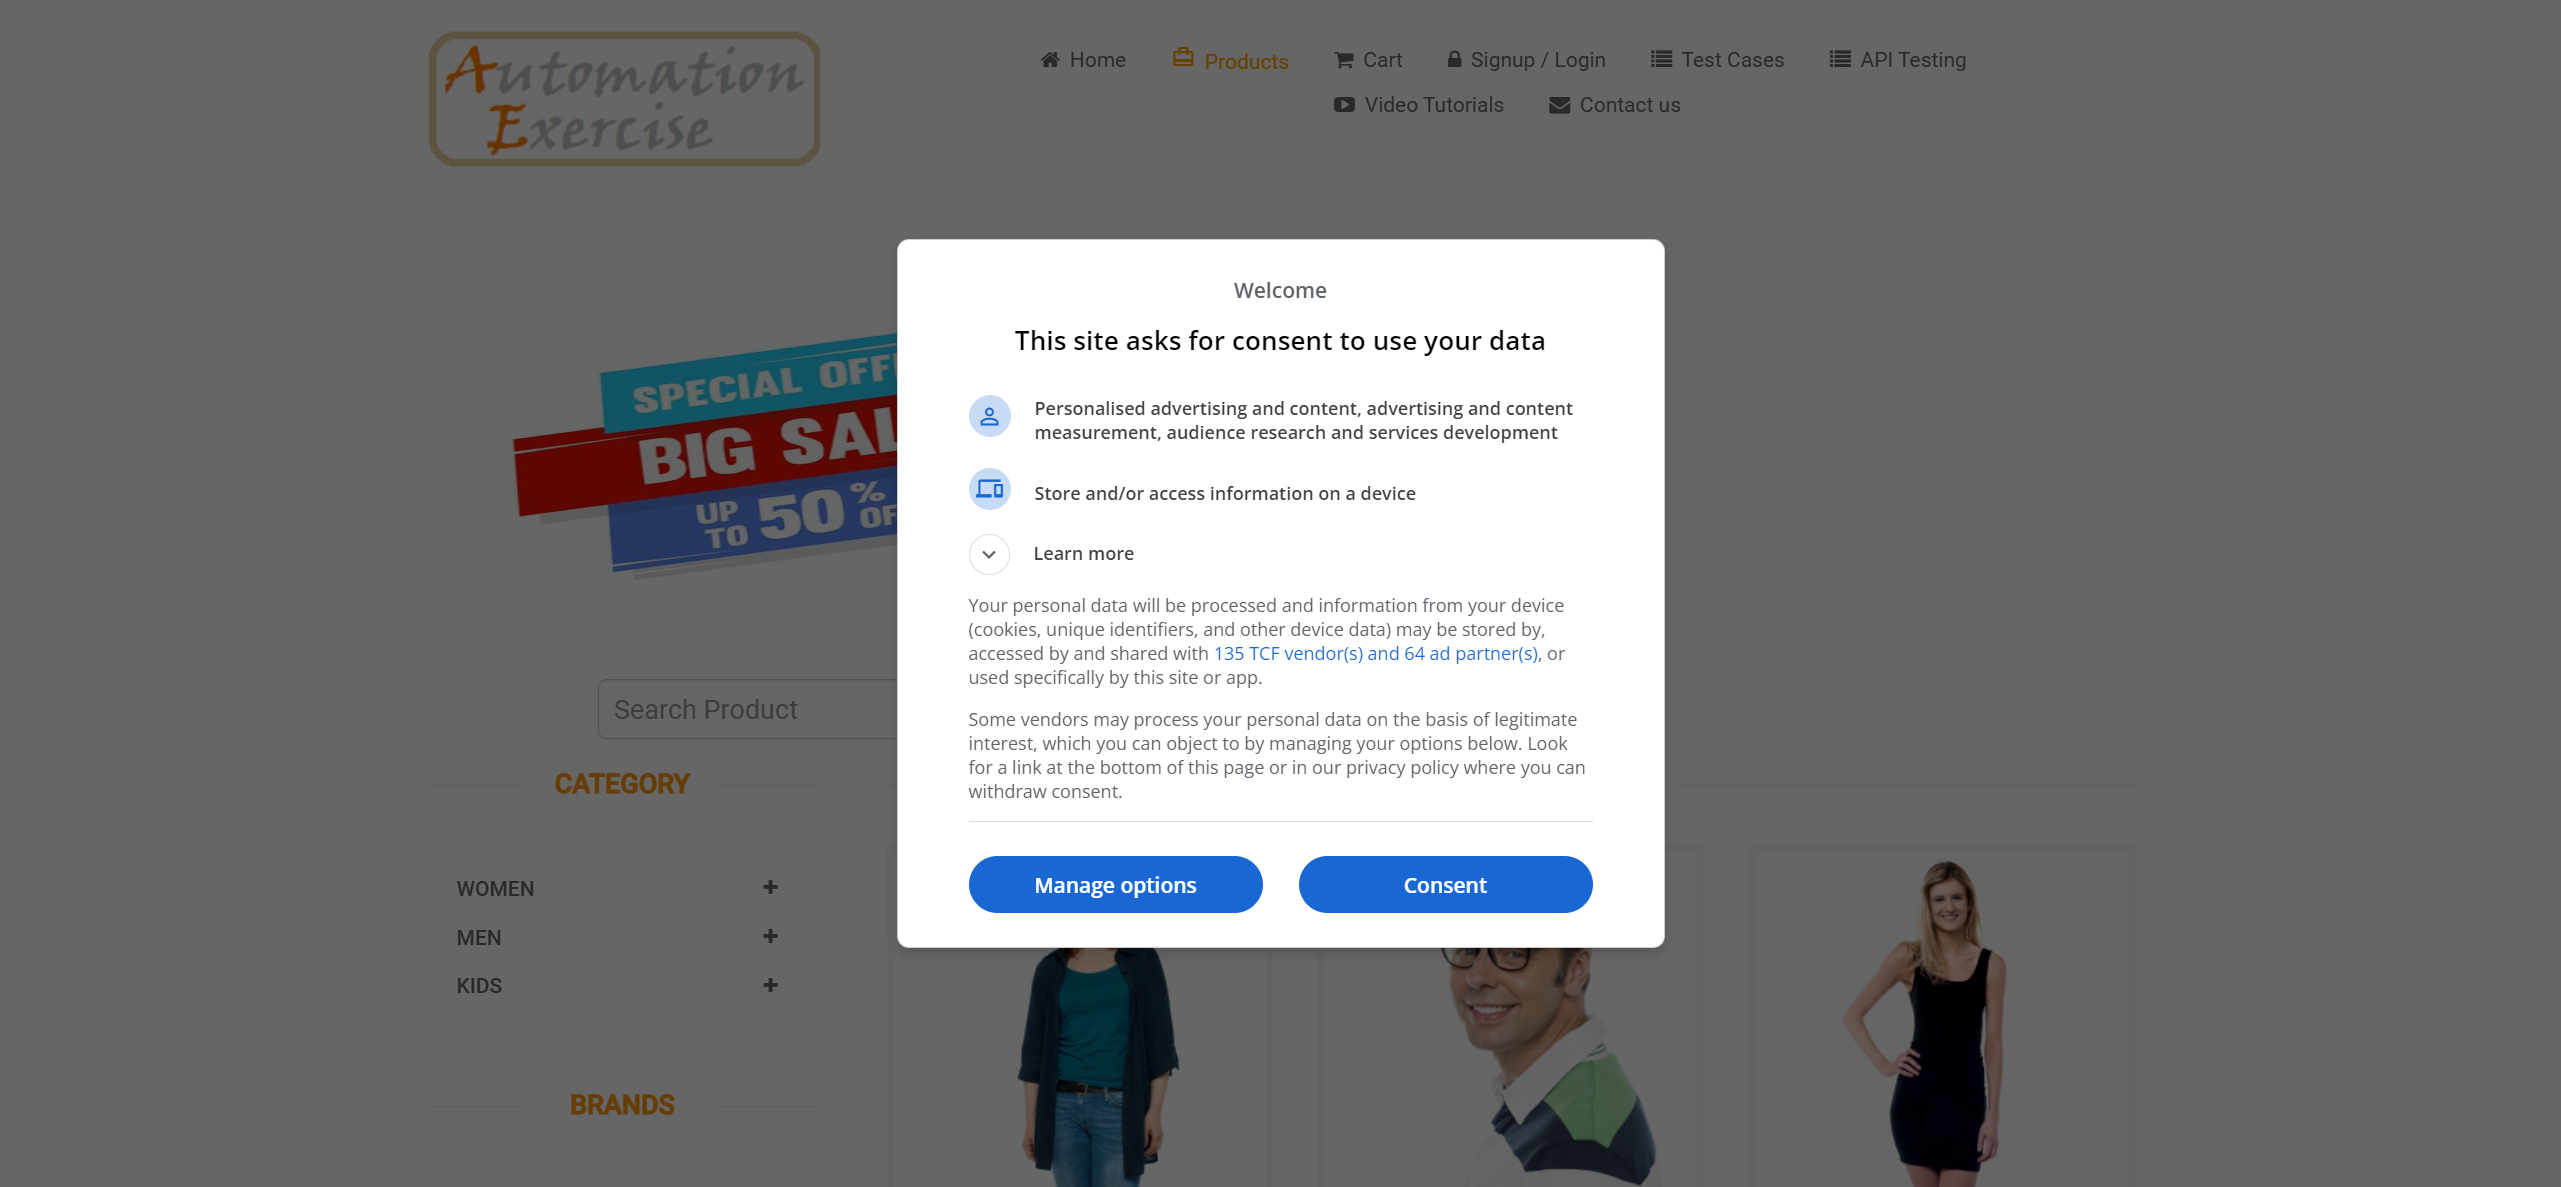 Automation
Exercise
Home
Products
Cart
Signup / Login
Test Cases
API Testing
Video Tutorials
Contact us
SPECIAL OFF
BIG SAL
UP TO 50% OF
Search Product
CATEGORY
WOMEN
MEN
KIDS
BRANDS
Welcome
This site asks for consent to use your data
Personalised advertising and content, advertising and content
measurement, audience research and services development
Store and/or access information on a device
Learn more
Your personal data will be processed and information from your device
(cookies, unique identifiers, and other device data) may be stored by,
accessed by and shared with 135 TCF vendor(s) and 64 ad partner(s), or
used specifically by this site or app.
Some vendors may process your personal data on the basis of legitimate
interest, which you can object to by managing your options below. Look
for a link at the bottom of this page or in our privacy policy where you can
withdraw consent.
Manage options
Consent